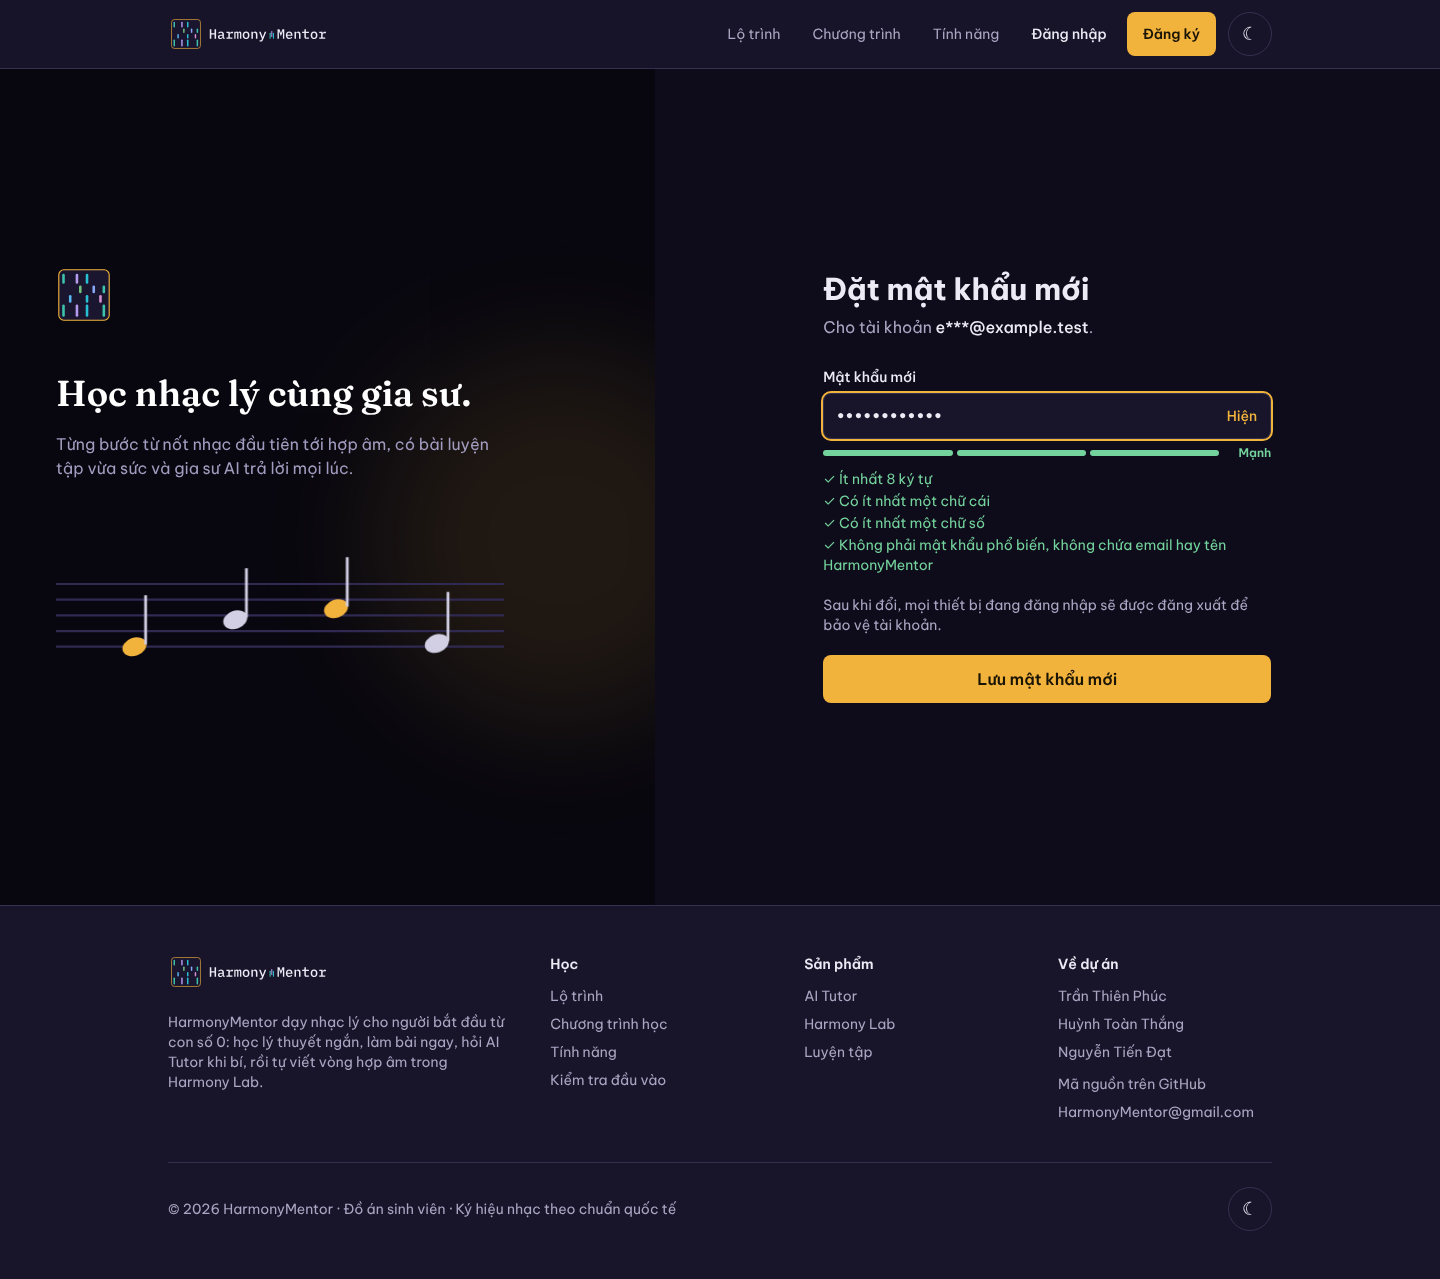 HarmonyMentor
Lộ trình
Chương trình
Tính năng
Đăng nhập
Đăng ký
Học nhạc lý cùng gia sư.
Từng bước từ nốt nhạc đầu tiên tới hợp âm, có bài luyện
tập vừa sức và gia sư AI trả lời mọi lúc.
Đặt mật khẩu mới
Cho tài khoản e***@example.test.
Mật khẩu mới
••••••••••••
Hiện
Mạnh
✓ Ít nhất 8 ký tự
✓ Có ít nhất một chữ cái
✓ Có ít nhất một chữ số
✓ Không phải mật khẩu phổ biến, không chứa email hay tên
HarmonyMentor
Sau khi đổi, mọi thiết bị đang đăng nhập sẽ được đăng xuất để
bảo vệ tài khoản.
Lưu mật khẩu mới
HarmonyMentor
HarmonyMentor dạy nhạc lý cho người bắt đầu từ
con số 0: học lý thuyết ngắn, làm bài ngay, hỏi AI
Tutor khi bí, rồi tự viết vòng hợp âm trong
Harmony Lab.
Học
Lộ trình
Chương trình học
Tính năng
Kiểm tra đầu vào
Sản phẩm
AI Tutor
Harmony Lab
Luyện tập
Về dự án
Trần Thiên Phúc
Huỳnh Toàn Thắng
Nguyễn Tiến Đạt
Mã nguồn trên GitHub
HarmonyMentor@gmail.com
© 2026 HarmonyMentor · Đồ án sinh viên · Ký hiệu nhạc theo chuẩn quốc tế